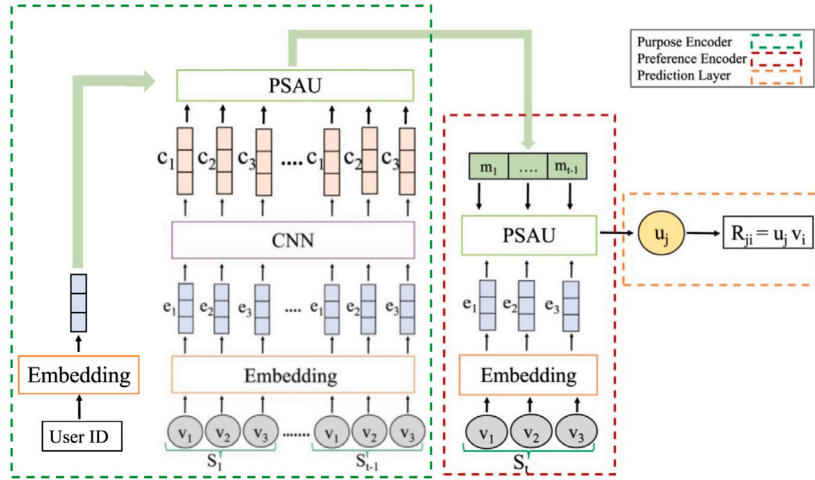 Purpose Encoder
Preference Encoder
Prediction Layer
PSAU
c₁ c₂ c₃ .... c₁ c₂ c₃
CNN
e₁ e₂ e₃ .... e₁ e₂ e₃
Embedding
v₁ v₂ v₃ ....... v₁ v₂ v₃
S₁ Sₜ₋₁
Embedding
User ID
m₁ .... mₜ₋₁
PSAU
e₁ e₂ e₃
Embedding
v₁ v₂ v₃
Sₜ
uⱼ
Rⱼᵢ = uⱼ vᵢ